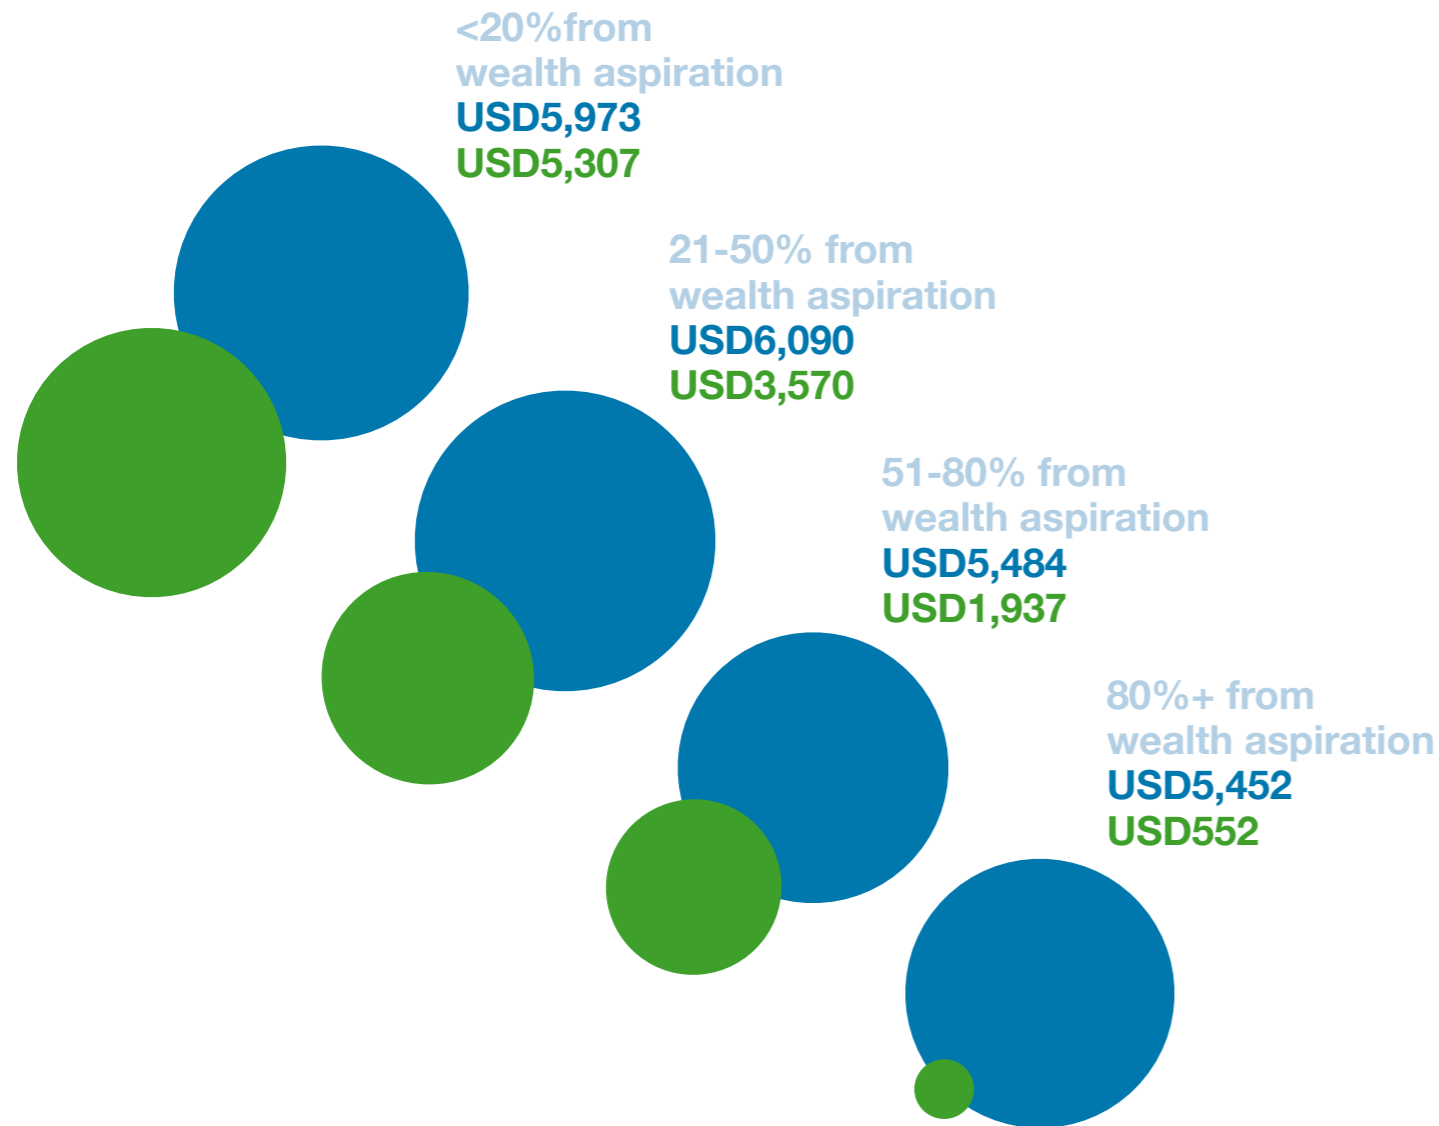 <20%from
wealth aspiration
USD5,973
USD5,307
21-50% from
wealth aspiration
USD6,090
USD3,570
51-80% from
wealth aspiration
USD5,484
USD1,937
80%+ from
wealth aspiration
USD5,452
USD552